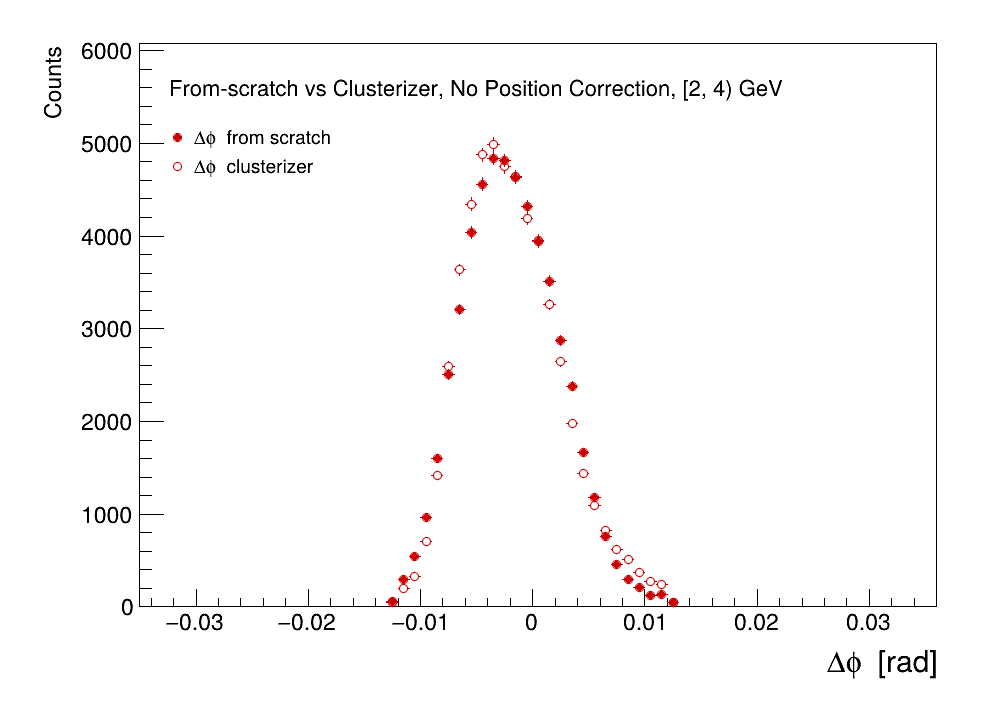 Counts
6000
From-scratch vs Clusterizer, No Position Correction, [2, 4) GeV
5000
Δϕ from scratch
Δϕ clusterizer
4000
3000
2000
1000
0
−0.03 −0.02 −0.01 0 0.01 0.02 0.03
Δϕ [rad]